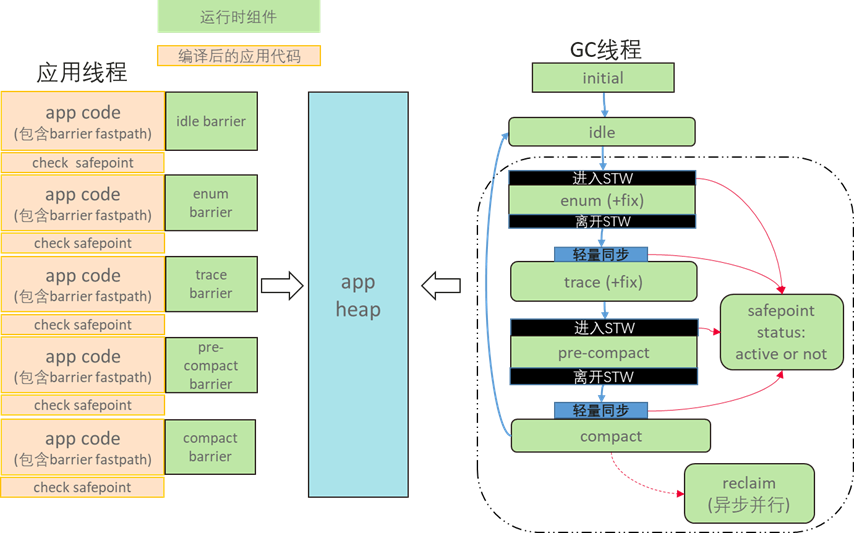 运行时组件
编译后的应用代码
应用线程
app code
(包含barrier fastpath)
idle barrier
check safepoint
app code
(包含barrier fastpath)
enum
barrier
check safepoint
app code
(包含barrier fastpath)
trace
barrier
check safepoint
app code
(包含barrier fastpath)
pre-
compact
barrier
check safepoint
app code
(包含barrier fastpath)
compact
barrier
check safepoint
app
heap
GC线程
initial
idle
进入STW
enum (+fix)
离开STW
轻量同步
trace (+fix)
进入STW
pre-compact
离开STW
轻量同步
compact
safepoint
status:
active or not
reclaim
(异步并行)